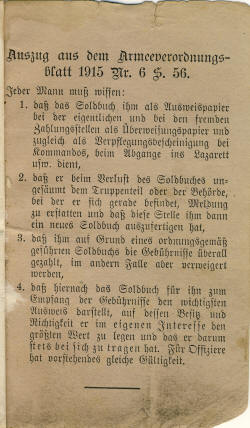 Auszug aus dem Armeeverordnungs-
blatt 1915 Nr. 6 S. 56.
Jeder Mann muß wissen:
1. daß das Soldbuch ihm als Ausweispapier
bei der eigentlichen und bei den fremden
Zahlungsstellen als Überweisungspapier und
zugleich als Verpflegungsbescheinigung bei
Kommandos, beim Abgange ins Lazarett
usw. dient,
2. daß er beim Verlust des Soldbuches un-
gesäumt dem Truppenteil oder der Behörde,
bei der er sich gerade befindet, Meldung
zu erstatten und daß diese Stelle ihm dann
ein neues Soldbuch auszufertigen hat,
3. daß ihm auf Grund eines ordnungsgemäß
geführten Soldbuchs die Gebührnisse überall
gezahlt, im andern Falle aber verweigert
werden,
4. daß hiernach das Soldbuch für ihn zum
Empfang der Gebührnisse den wichtigsten
Ausweis darstellt, auf dessen Besitz und
Richtigkeit er im eigenen Interesse den
größten Wert zu legen und das er darum
stets bei sich zu tragen hat. Für Offiziere
hat vorstehendes gleiche Gültigkeit.